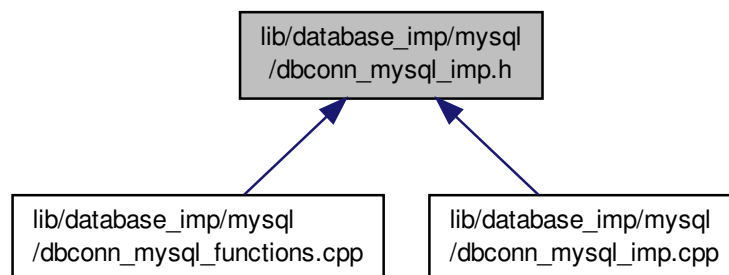 lib/database_imp/mysql
/dbconn_mysql_imp.h
lib/database_imp/mysql
/dbconn_mysql_functions.cpp
lib/database_imp/mysql
/dbconn_mysql_imp.cpp